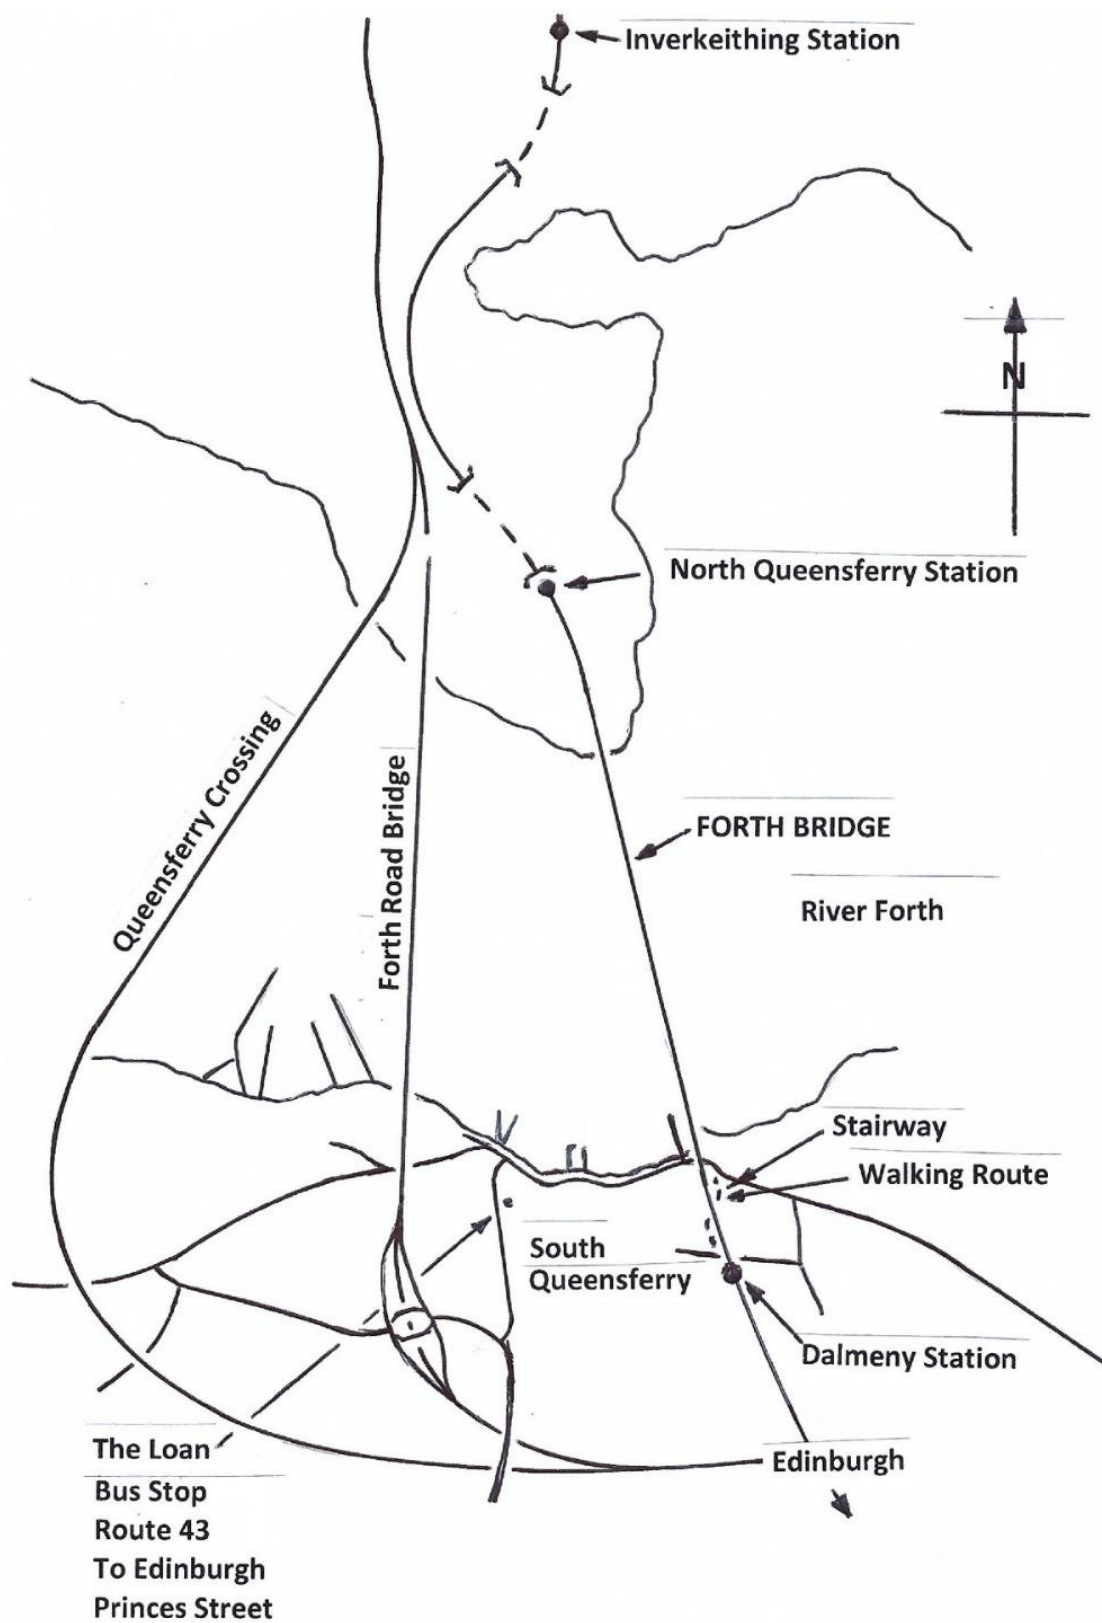 Inverkeithing Station
N
North Queensferry Station
Queensferry Crossing
Forth Road Bridge
FORTH BRIDGE
River Forth
Stairway
Walking Route
South
Queensferry
Dalmeny Station
Edinburgh
The Loan
Bus Stop
Route 43
To Edinburgh
Princes Street